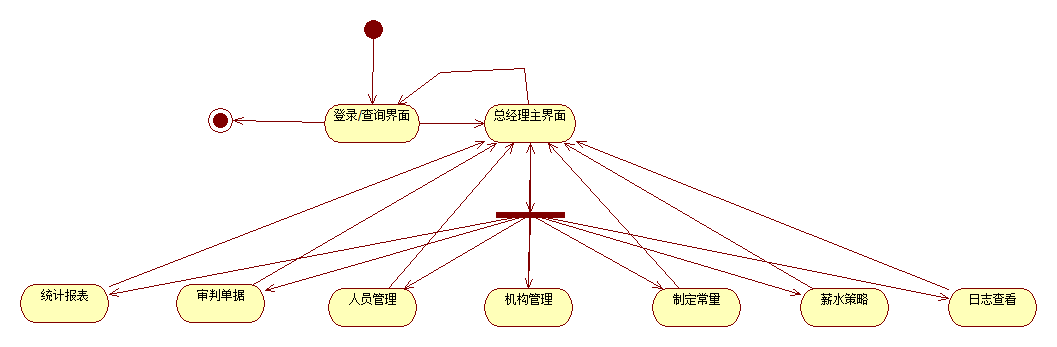 登录/查询界面
总经理主界面
统计报表
审判单据
人员管理
机构管理
制定常量
薪水策略
日志查看